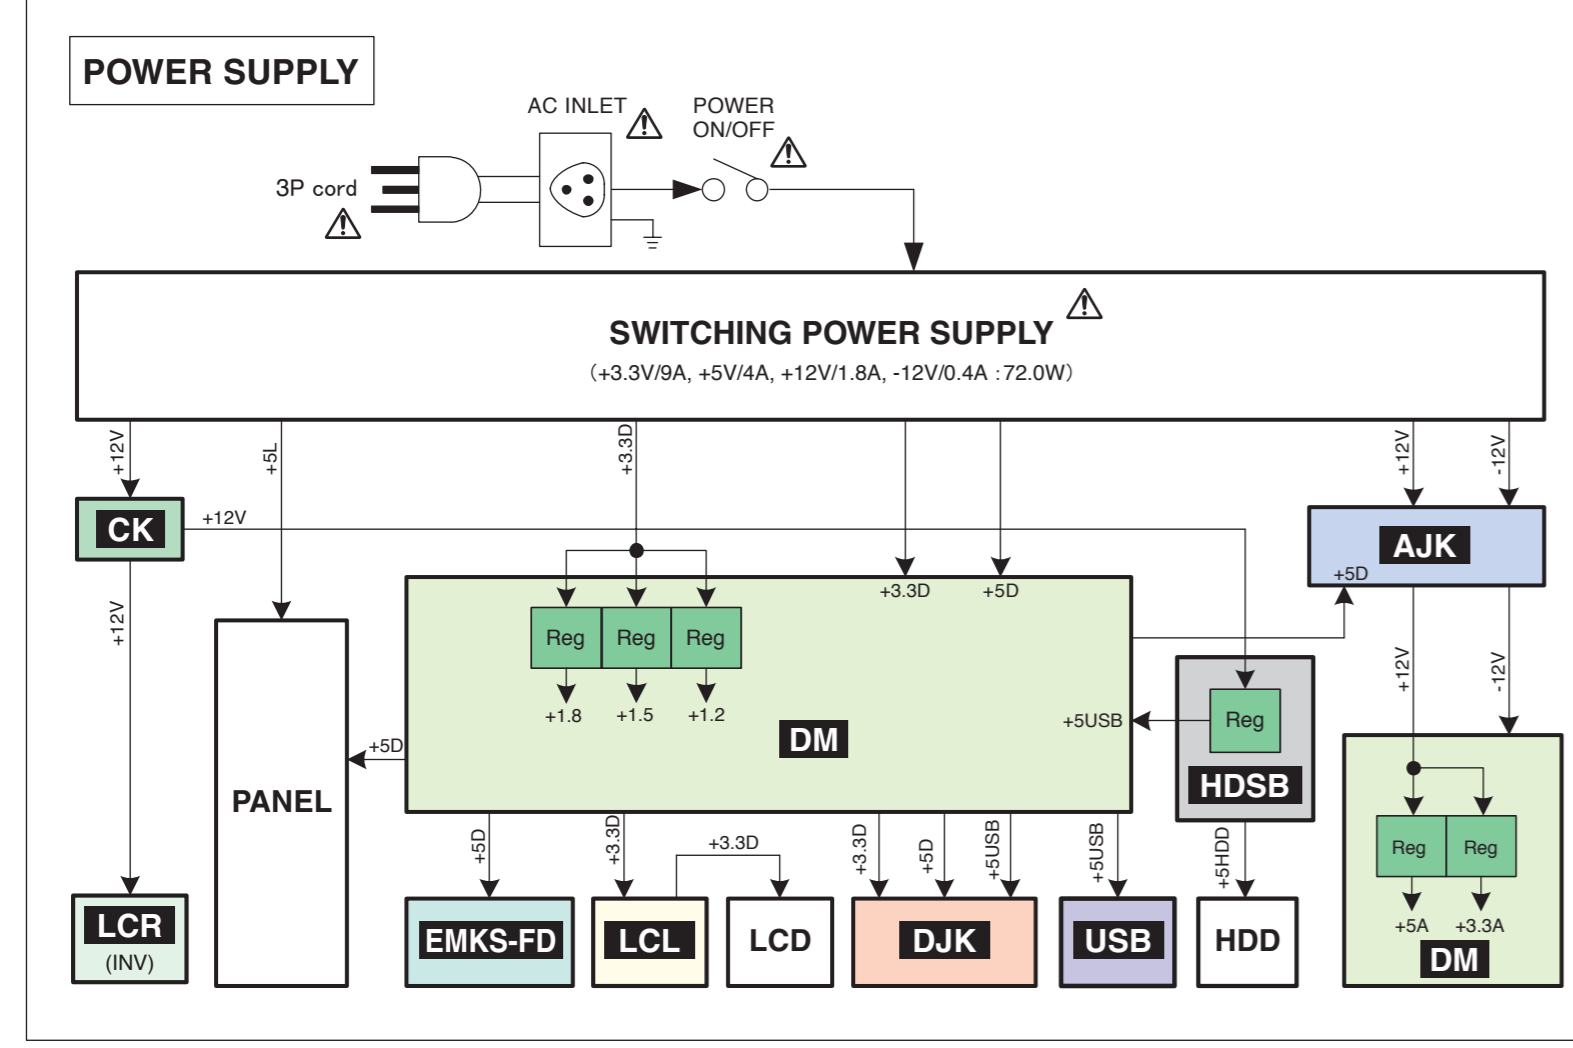 POWER SUPPLY
AC INLET
POWER
ON/OFF
3P cord
SWITCHING POWER SUPPLY
(+3.3V/9A, +5V/4A, +12V/1.8A, -12V/0.4A : 72.0W)
+12V
+5L
+3.3D
+12V
-12V
CK
+12V
AJK
+5D
+3.3D
+5D
+12V
Reg
Reg
Reg
+12V
-12V
+1.8
+1.5
+1.2
+5USB
Reg
DM
+5D
HDSB
PANEL
+5D
+3.3D
+3.3D
+3.3D
+5D
+5USB
+5USB
+5HDD
Reg
Reg
+5A
+3.3A
LCR
(INV)
EMKS-FD
LCL
LCD
DJK
USB
HDD
DM